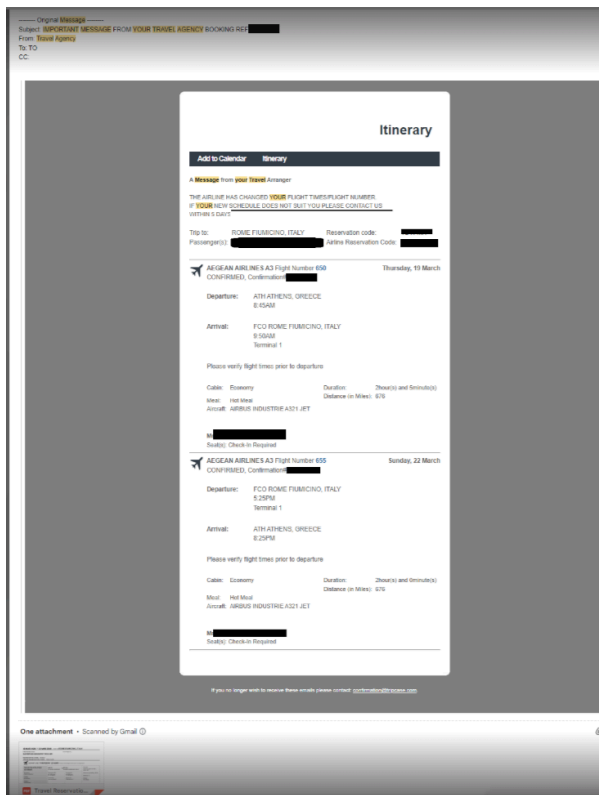 -------- Original Message --------
Subject: IMPORTANT MESSAGE FROM YOUR TRAVEL AGENCY BOOKING REF
From: Travel Agency
To: TO
CC:
Itinerary
Add to Calendar Itinerary
A Message from your Travel Arranger
THE AIRLINE HAS CHANGED YOUR FLIGHT TIMES/FLIGHT NUMBER
IF YOUR NEW SCHEDULE DOES NOT SUIT YOU PLEASE CONTACT US
WITHIN 5 DAYS
Trip to: ROME FIUMICINO, ITALY Reservation code:
Passenger(s): Airline Reservation Code:
AEGEAN AIRLINES A3 Flight Number 650 Thursday, 19 March
CONFIRMED, Confirmation#
Departure: ATH ATHENS, GREECE
8:45AM
Arrival: FCO ROME FIUMICINO, ITALY
9:50AM
Terminal 1
Please verify flight times prior to departure
Cabin: Economy Duration: 2hour(s) and 5minute(s)
Distance (in Miles): 676
Meal: Hot Meal
Aircraft: AIRBUS INDUSTRIE A321 JET
Seat(s): Check-In Required
AEGEAN AIRLINES A3 Flight Number 655 Sunday, 22 March
CONFIRMED, Confirmation#
Departure: FCO ROME FIUMICINO, ITALY
5:25PM
Terminal 1
Arrival: ATH ATHENS, GREECE
8:25PM
Please verify flight times prior to departure
Cabin: Economy Duration: 2hour(s) and 0minute(s)
Distance (in Miles): 676
Meal: Hot Meal
Aircraft: AIRBUS INDUSTRIE A321 JET
Seat(s): Check-In Required
If you no longer wish to receive these emails please contact:
One attachment • Scanned by Gmail
Travel Reservatio...